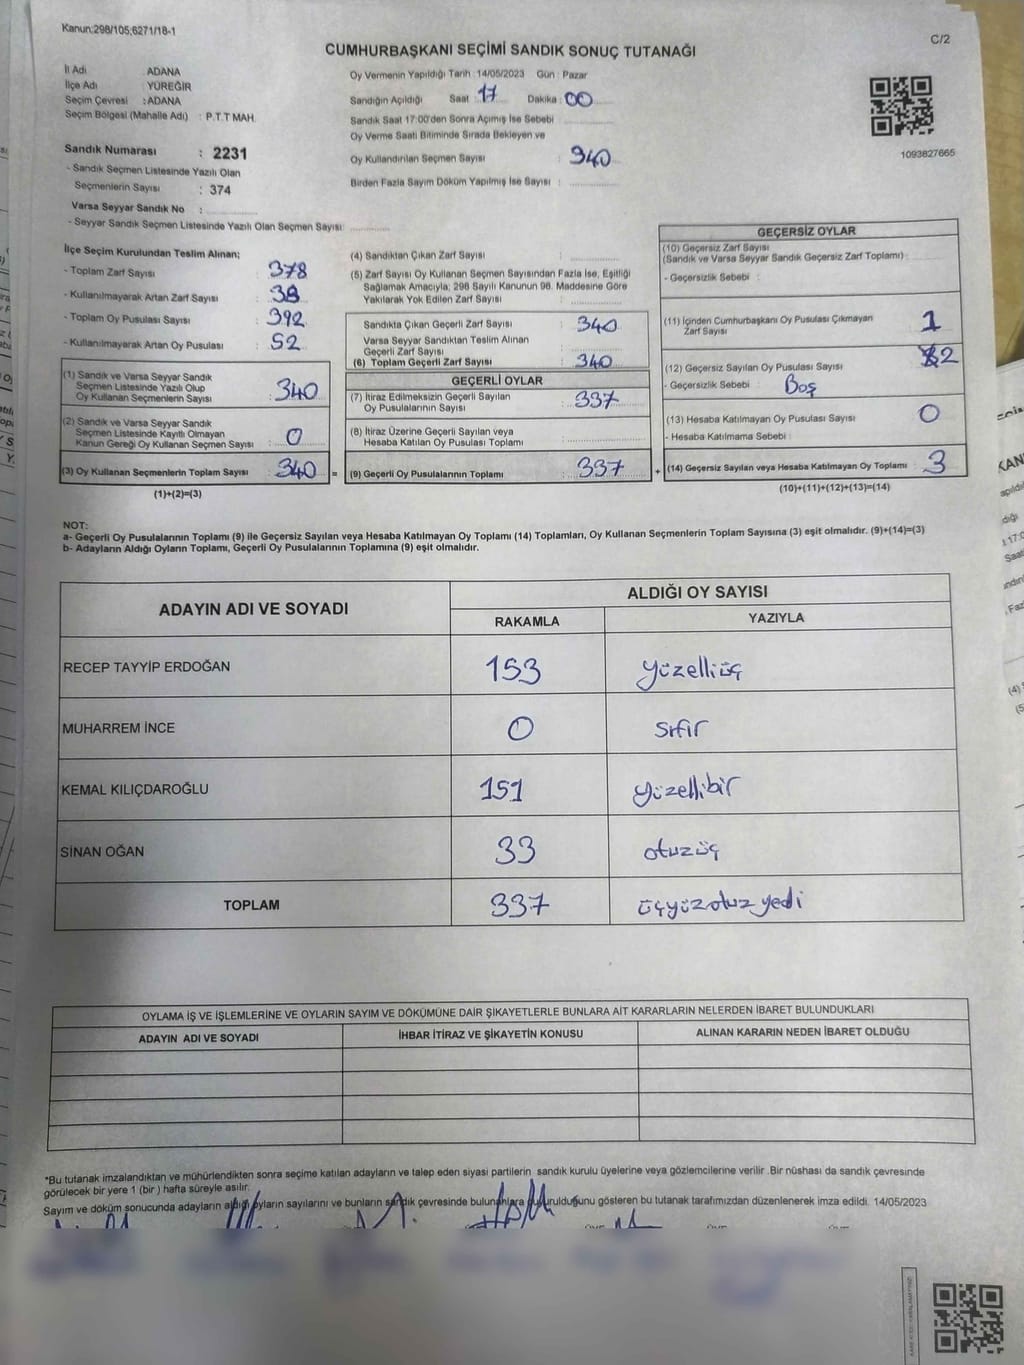 Kanun:298/105;6271/18-1
C/2
CUMHURBAŞKANI SEÇİMİ SANDIK SONUÇ TUTANAĞI
İl Adı : ADANA
İlçe Adı : YÜREĞİR
Seçim Çevresi : ADANA
Seçim Bölgesi (Mahalle Adı) : P.T.T MAH.
Sandık Numarası : 2231
- Sandık Seçmen Listesinde Yazılı Olan
Seçmenlerin Sayısı : 374
Varsa Seyyar Sandık No :
- Seyyar Sandık Seçmen Listesinde Yazılı Olan Seçmen Sayısı:
Oy Vermenin Yapıldığı Tarih :14/05/2023 Gün : Pazar
Sandığın Açıldığı Saat : 17 Dakika : 00
Sandık Saat 17:00'den Sonra Açımış İse Sebebi :
Oy Verme Saati Bitiminde Sırada Bekleyen ve
Oy Kullandırılan Seçmen Sayısı : 340
Birden Fazla Sayım Döküm Yapılmış İse Sayısı :
1093827665
İlçe Seçim Kurulundan Teslim Alınan;
- Toplam Zarf Sayısı : 378
- Kullanılmayarak Artan Zarf Sayısı : 38
- Toplam Oy Pusulası Sayısı : 392
- Kullanılmayarak Artan Oy Pusulası : 52
(1) Sandık ve Varsa Seyyar Sandık
Seçmen Listesinde Yazılı Olup
Oy Kullanan Seçmenlerin Sayısı : 340
(2) Sandık ve Varsa Seyyar Sandık
Seçmen Listesinde Kayıtlı Olmayan
Kanun Gereği Oy Kullanan Seçmen Sayısı : 0
(3) Oy Kullanan Seçmenlerin Toplam Sayısı : 340 =
(1)+(2)=(3)
(4) Sandıktan Çıkan Zarf Sayısı :
(5) Zarf Sayısı Oy Kullanan Seçmen Sayısından Fazla İse, Eşitliği
Sağlamak Amacıyla; 298 Sayılı Kanunun 98. Maddesine Göre
Yakılarak Yok Edilen Zarf Sayısı :
Sandıkta Çıkan Geçerli Zarf Sayısı : 340
Varsa Seyyar Sandıktan Teslim Alınan
Geçerli Zarf Sayısı :
(6) Toplam Geçerli Zarf Sayısı : 340
GEÇERLİ OYLAR
(7) İtiraz Edilmeksizin Geçerli Sayılan
Oy Pusulalarının Sayısı : 337
(8) İtiraz Üzerine Geçerli Sayılan veya
Hesaba Katılan Oy Pusulası Toplamı :
(9) Geçerli Oy Pusulalarının Toplamı : 337 +
GEÇERSİZ OYLAR
(10) Geçersiz Zarf Sayısı
(Sandık ve Varsa Seyyar Sandık Geçersiz Zarf Toplamı) :
- Geçersizlik Sebebi :
(11) İçinden Cumhurbaşkanı Oy Pusulası Çıkmayan
Zarf Sayısı : 1
(12) Geçersiz Sayılan Oy Pusulası Sayısı : 2
- Geçersizlik Sebebi : Boş
(13) Hesaba Katılmayan Oy Pusulası Sayısı : 0
- Hesaba Katılmama Sebebi :
(14) Geçersiz Sayılan veya Hesaba Katılmayan Oy Toplamı : 3
(10)+(11)+(12)+(13)=(14)
NOT:
a- Geçerli Oy Pusulalarının Toplamı (9) ile Geçersiz Sayılan veya Hesaba Katılmayan Oy Toplamı (14) Toplamları, Oy Kullanan Seçmenlerin Toplam Sayısına (3) eşit olmalıdır. (9)+(14)=(3)
b- Adayların Aldığı Oyların Toplamı, Geçerli Oy Pusulalarının Toplamına (9) eşit olmalıdır.
ADAYIN ADI VE SOYADI
ALDIĞI OY SAYISI
RAKAMLA YAZIYLA
RECEP TAYYİP ERDOĞAN 153 yüzelliüç
MUHARREM İNCE 0 sıfır
KEMAL KILIÇDAROĞLU 151 yüzellibir
SİNAN OĞAN 33 otuzüç
TOPLAM 337 üçyüzotuzyedi
OYLAMA İŞ VE İŞLEMLERİNE VE OYLARIN SAYIM VE DÖKÜMÜNE DAİR ŞİKAYETLERLE BUNLARA AİT KARARLARIN NELERDEN İBARET BULUNDUKLARI
ADAYIN ADI VE SOYADI İHBAR İTİRAZ VE ŞİKAYETİN KONUSU ALINAN KARARIN NEDEN İBARET OLDUĞU
*Bu tutanak imzalandıktan ve mühürlendikten sonra seçime katılan adayların ve talep eden siyasi partilerin sandık kurulu üyelerine veya gözlemcilerine verilir .Bir nüshası da sandık çevresinde
görülecek bir yere 1 (bir ) hafta süreyle asılır.
Sayım ve döküm sonucunda adayların aldığı oyların sayılarını ve bunların sandık çevresinde bulunanlara duyurulduğunu gösteren bu tutanak tarafımızdan düzenlenerek imza edildi. 14/05/2023